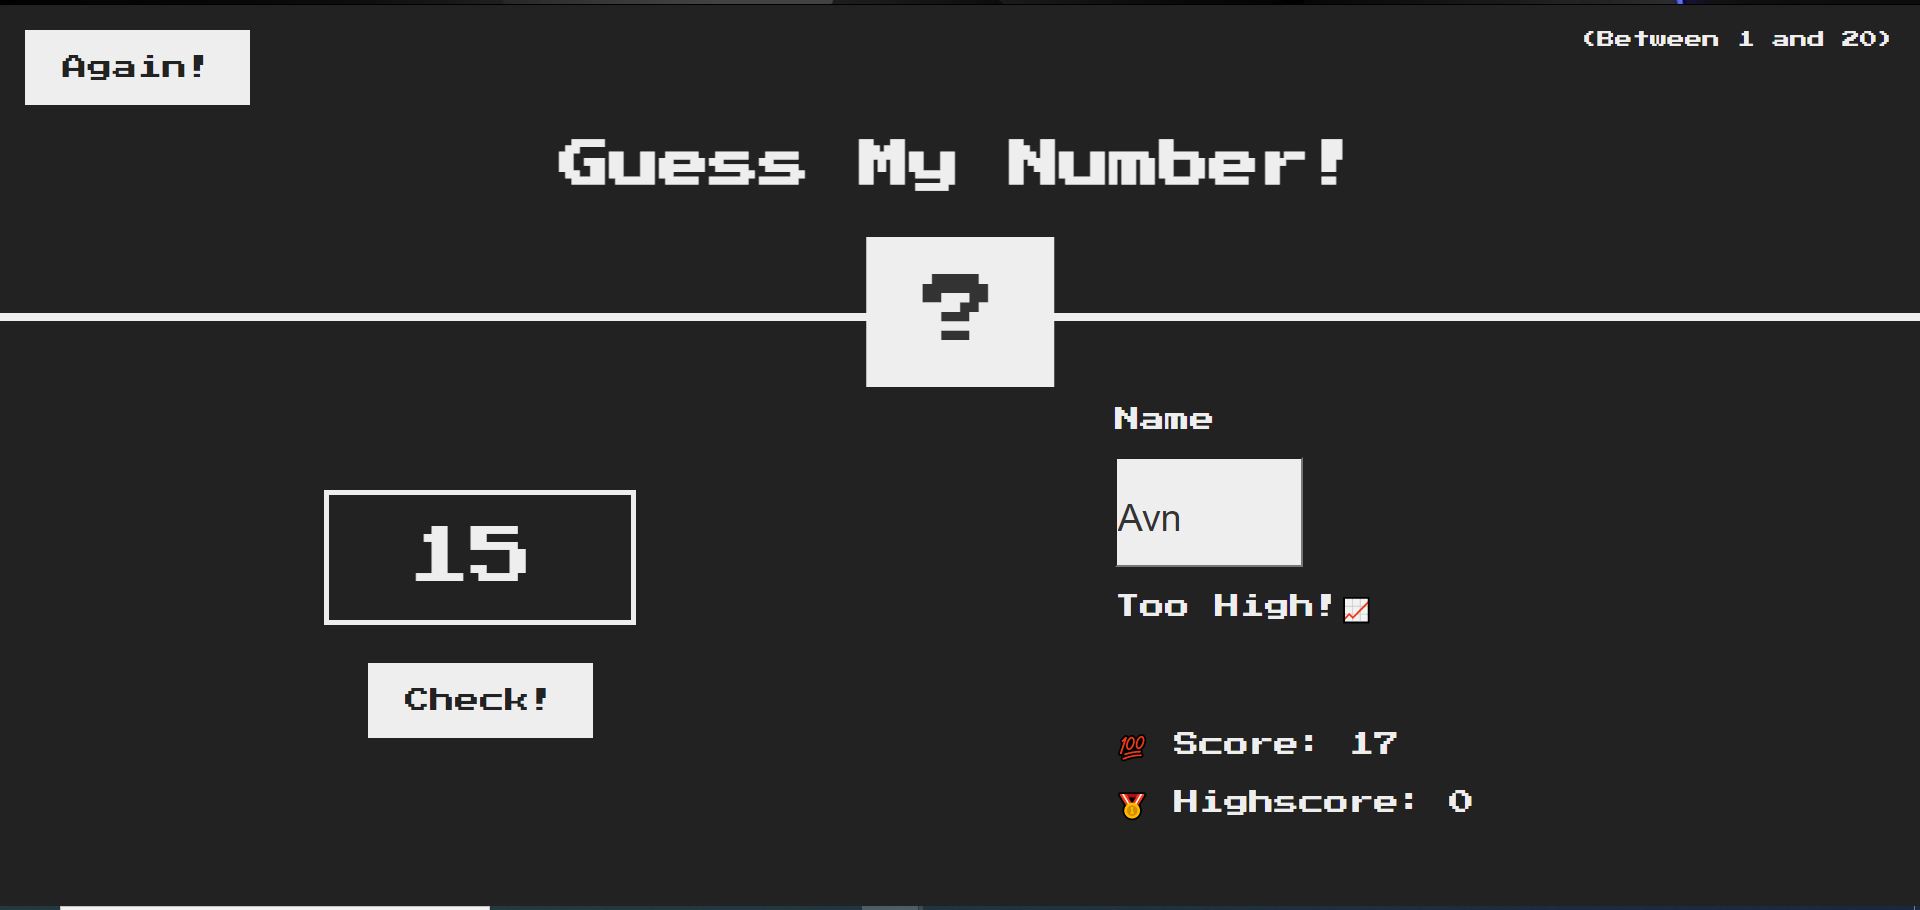 Again!
(Between 1 and 20)
Guess My Number!
?
15
Check!
Name
Avn
Too High!📈
💯 Score: 17
🥇 Highscore: 0